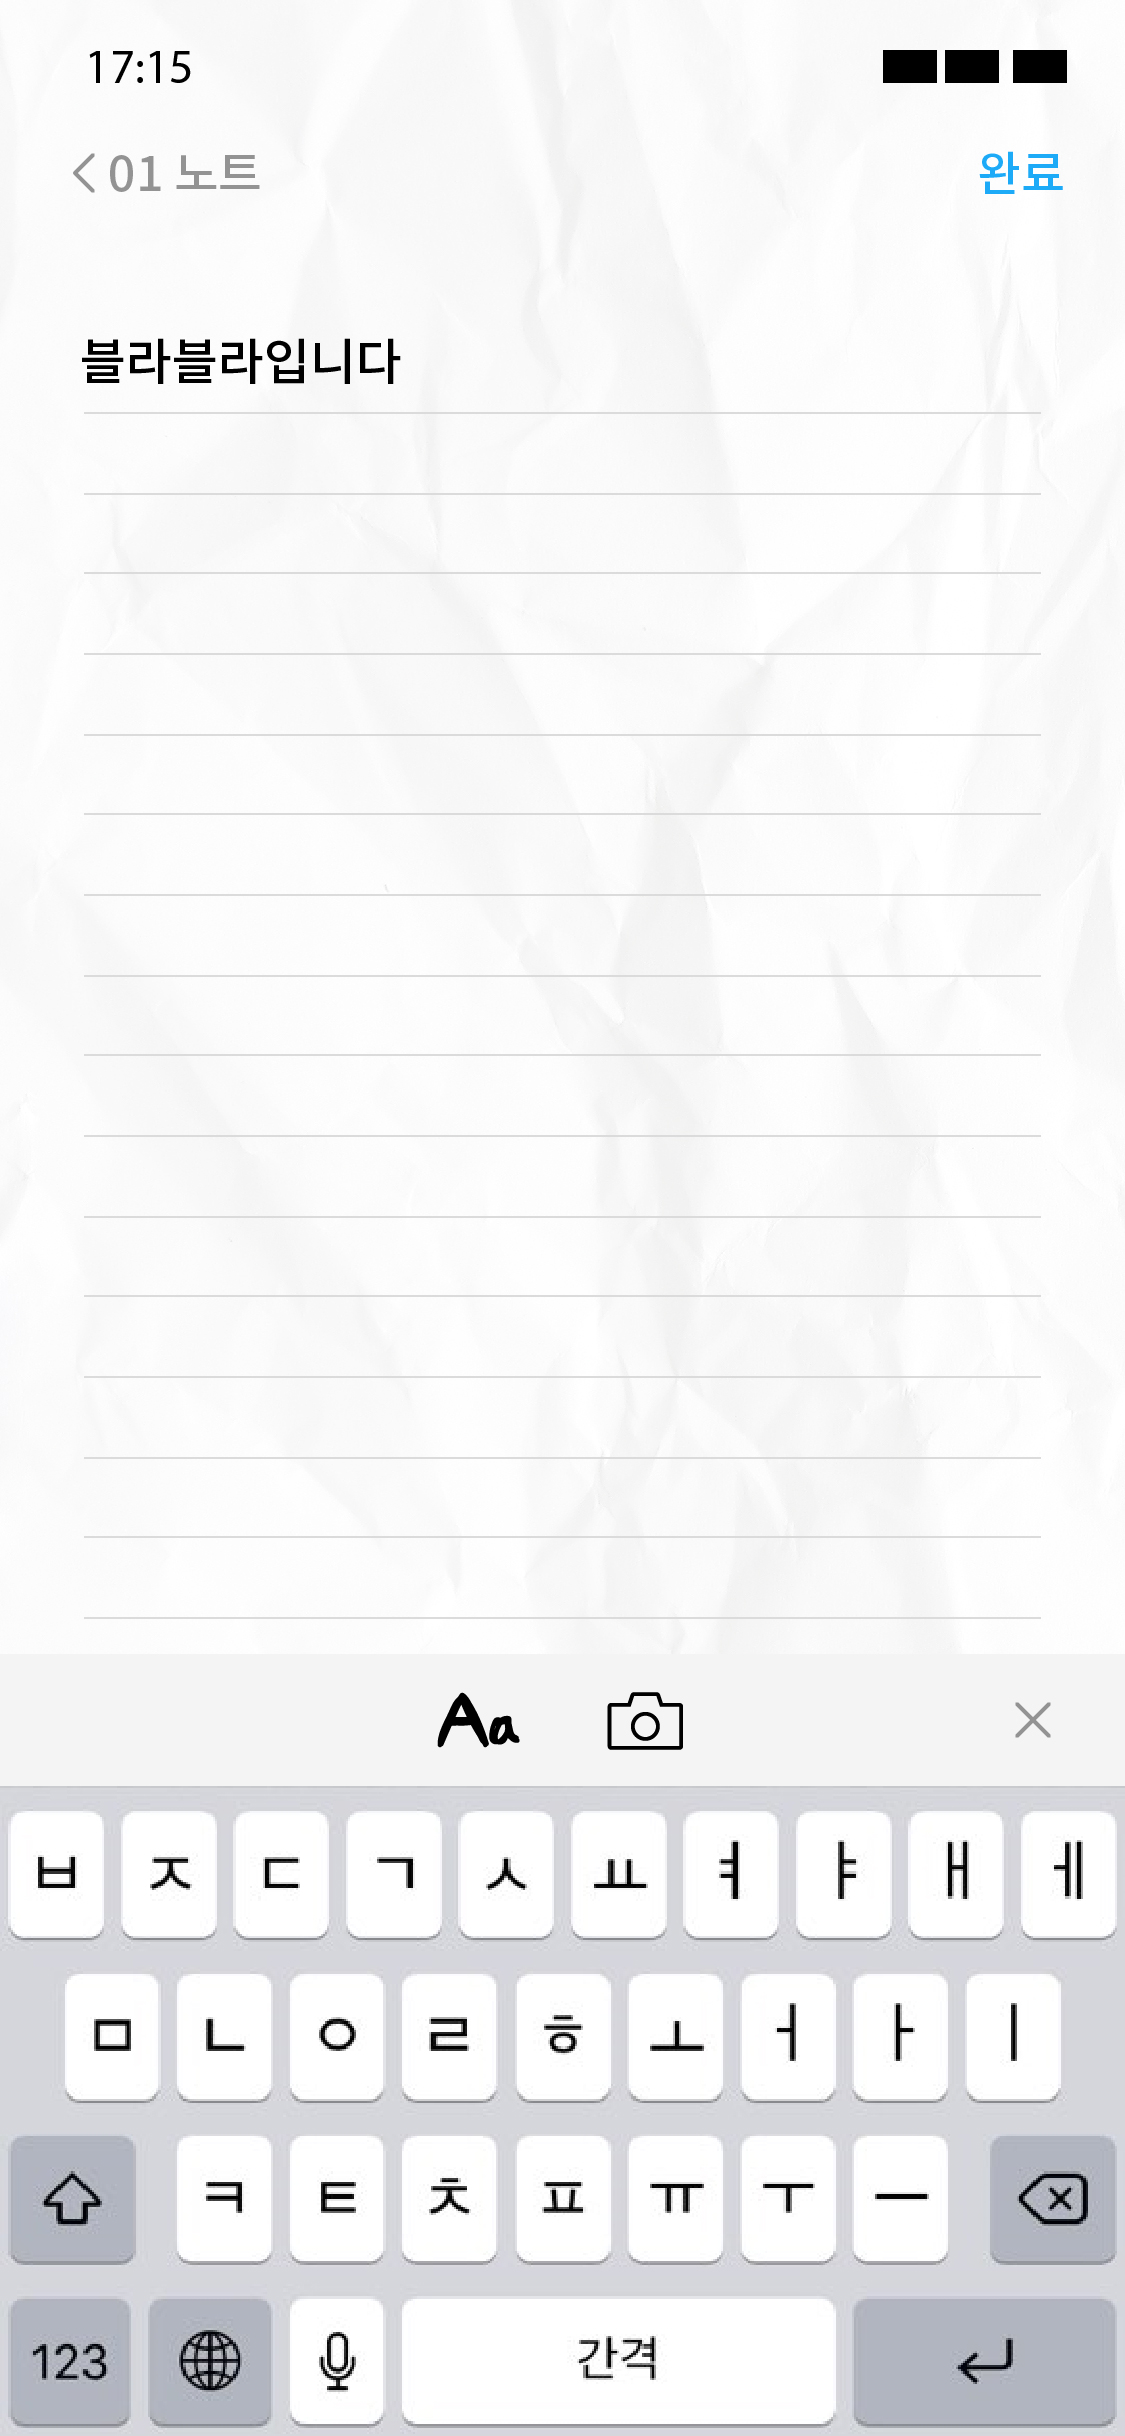 17:15
01 노트
완료
블라블라입니다
Aa
ㅂ ㅈ ㄷ ㄱ ㅅ ㅛ ㅕ ㅑ ㅐ ㅔ
ㅁ ㄴ ㅇ ㄹ ㅎ ㅗ ㅓ ㅏ ㅣ
ㅋ ㅌ ㅊ ㅍ ㅠ ㅜ ㅡ
123 간격